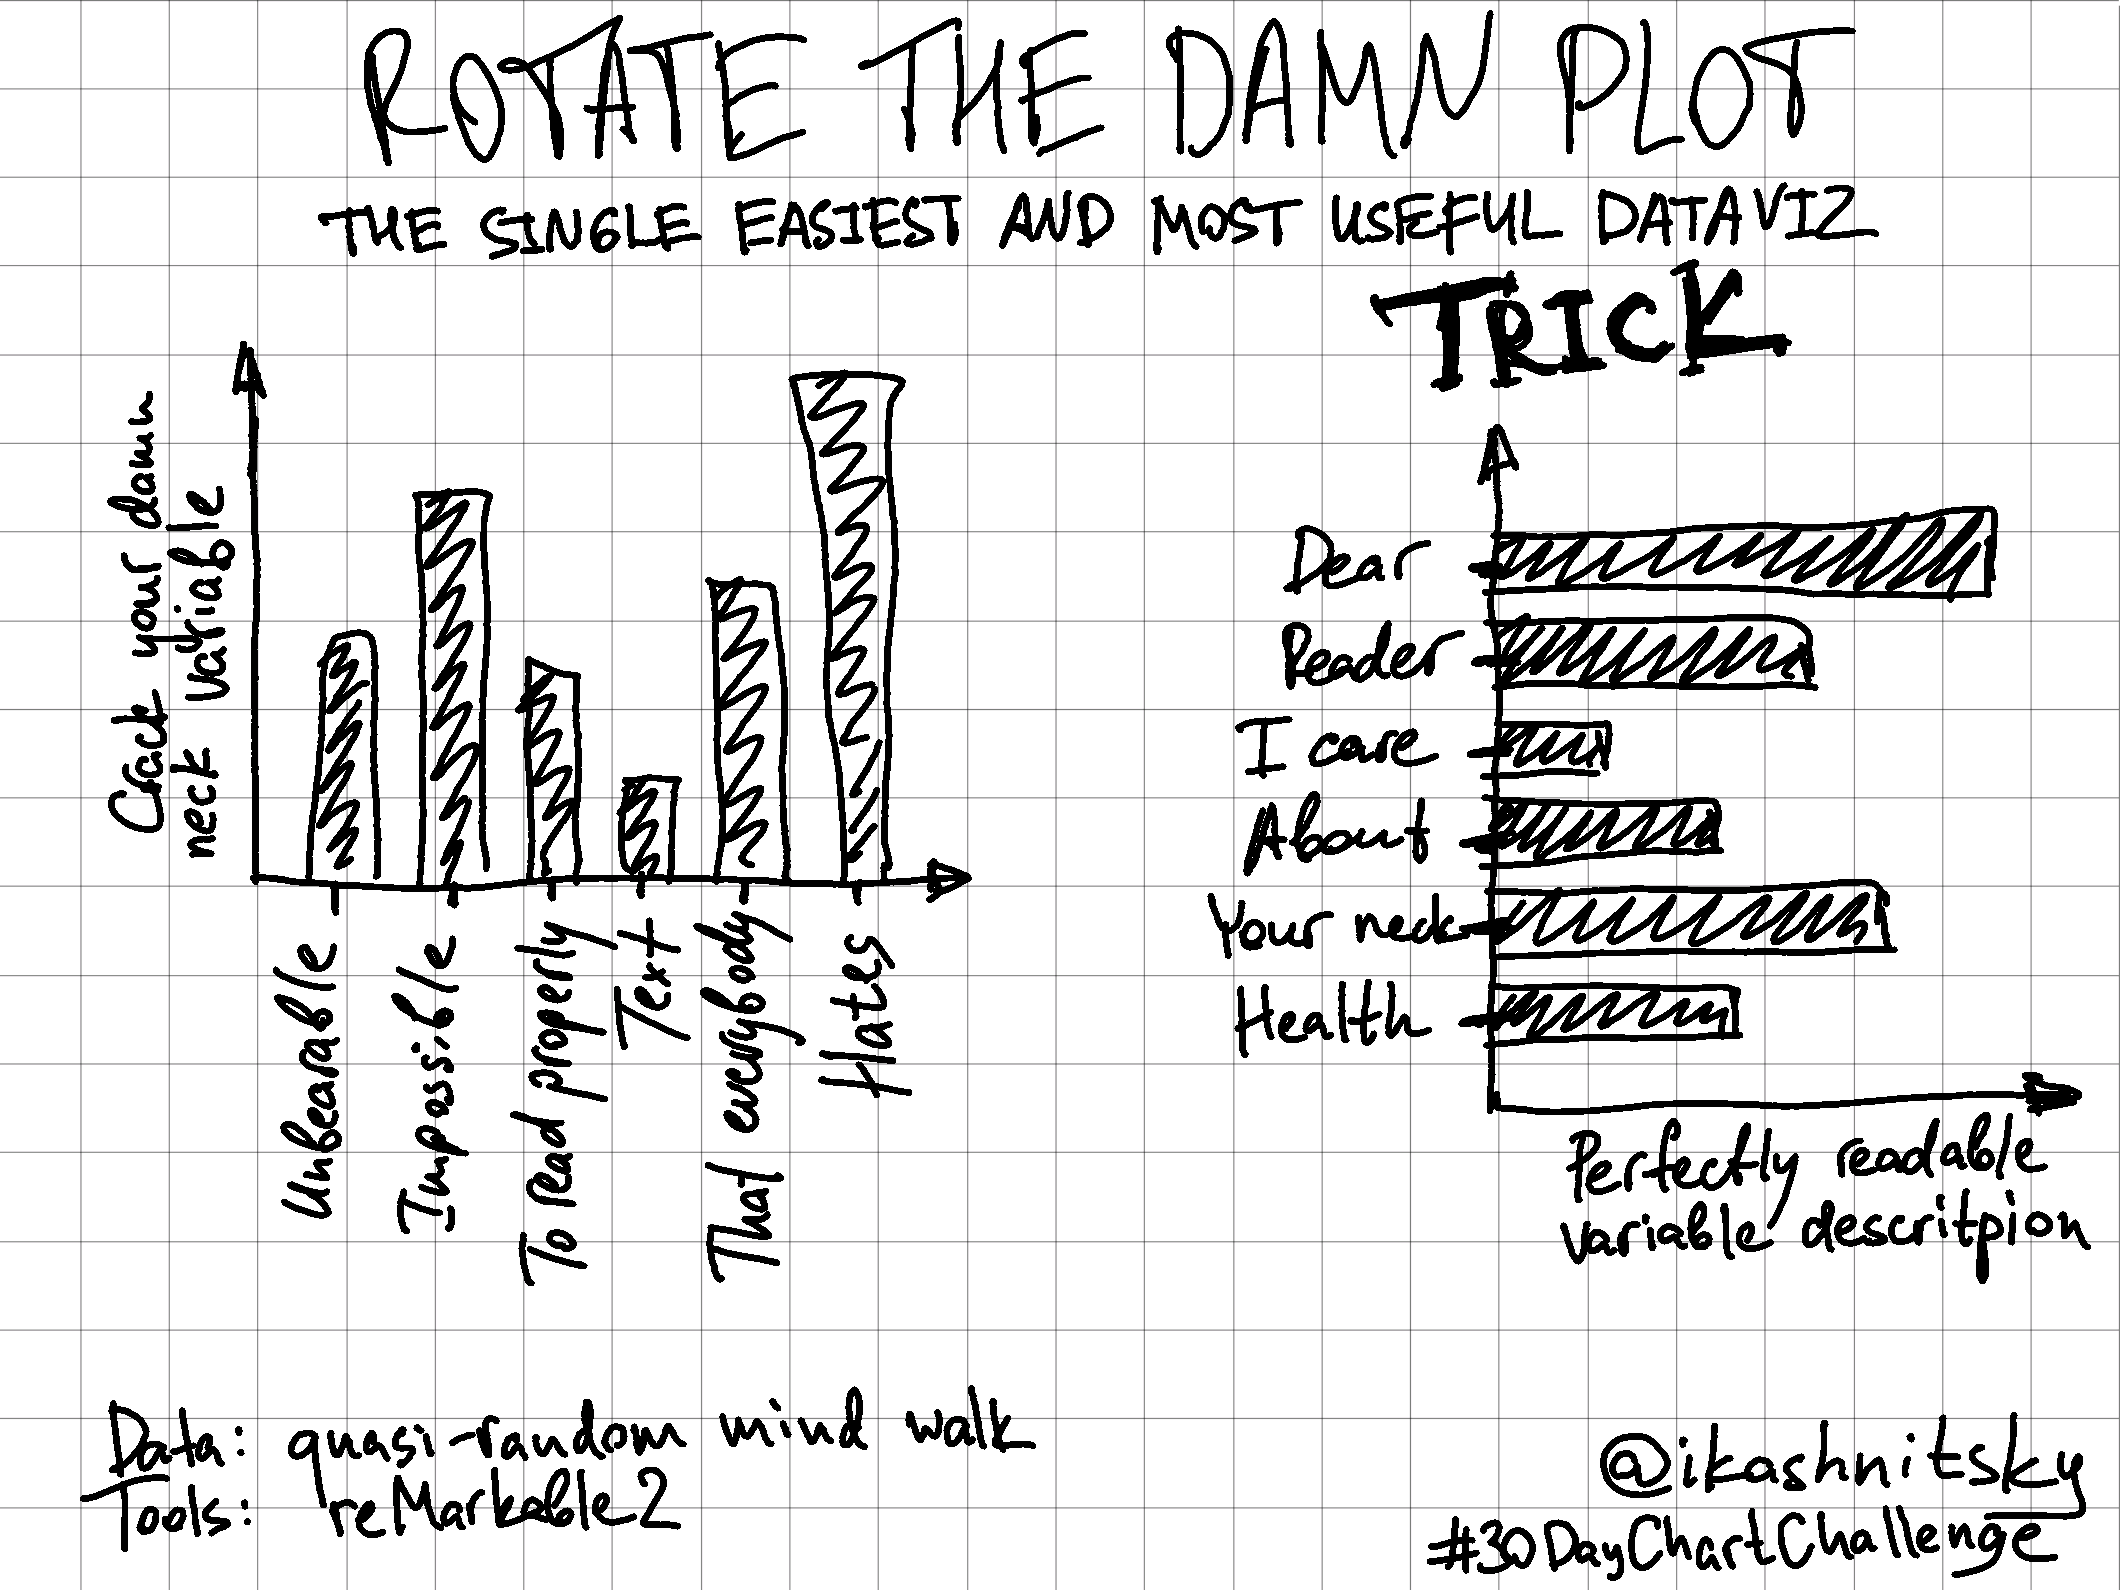 ROTATE THE DAMN PLOT
THE SINGLE EASIEST AND MOST USEFUL DATAVIZ
TRICK
Crack your damn
neck variable
Unbearable
Impossible
To read properly
Text
That everybody
Hates
Dear
Reader
I care
About
Your neck
Health
Perfectly readable
variable descritpion
Data: quasi-random mind walk
Tools: reMarkable2
@ikashnitsky
#30DayChartChallenge